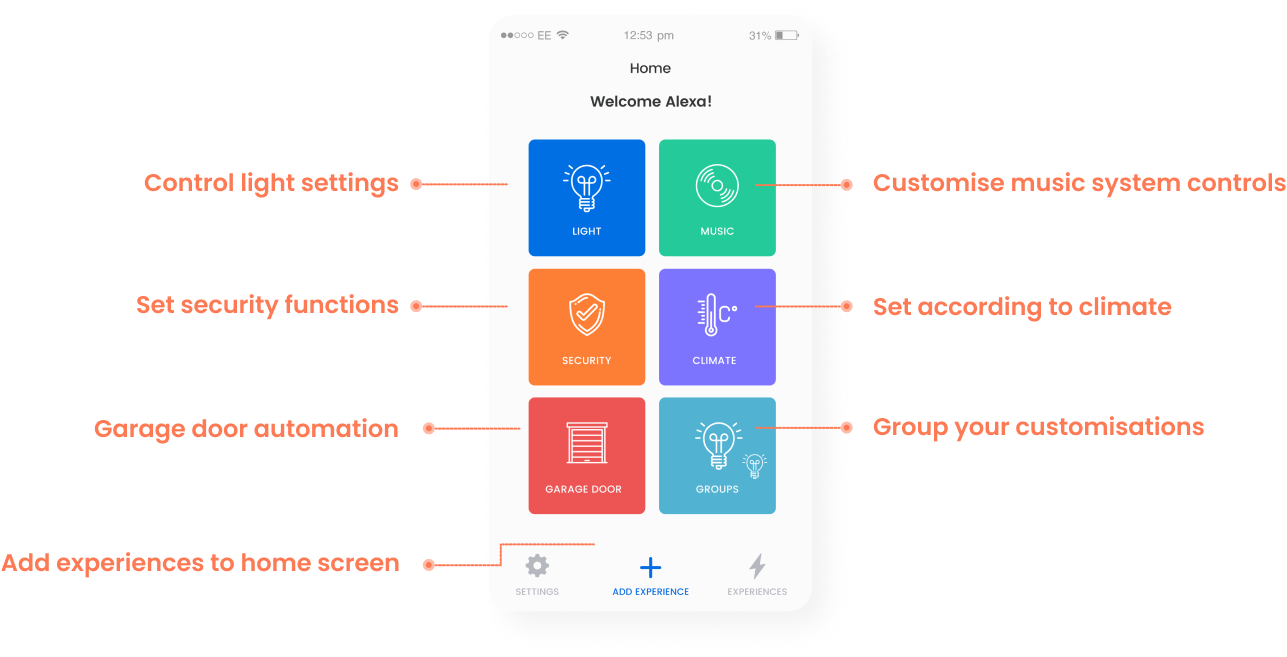 EE 12:53 pm 31%
Home
Welcome Alexa!
Control light settings
LIGHT
MUSIC
Customise music system controls
Set security functions
SECURITY
C°
CLIMATE
Set according to climate
Garage door automation
GARAGE DOOR
GROUPS
Group your customisations
Add experiences to home screen
SETTINGS
ADD EXPERIENCE
EXPERIENCES